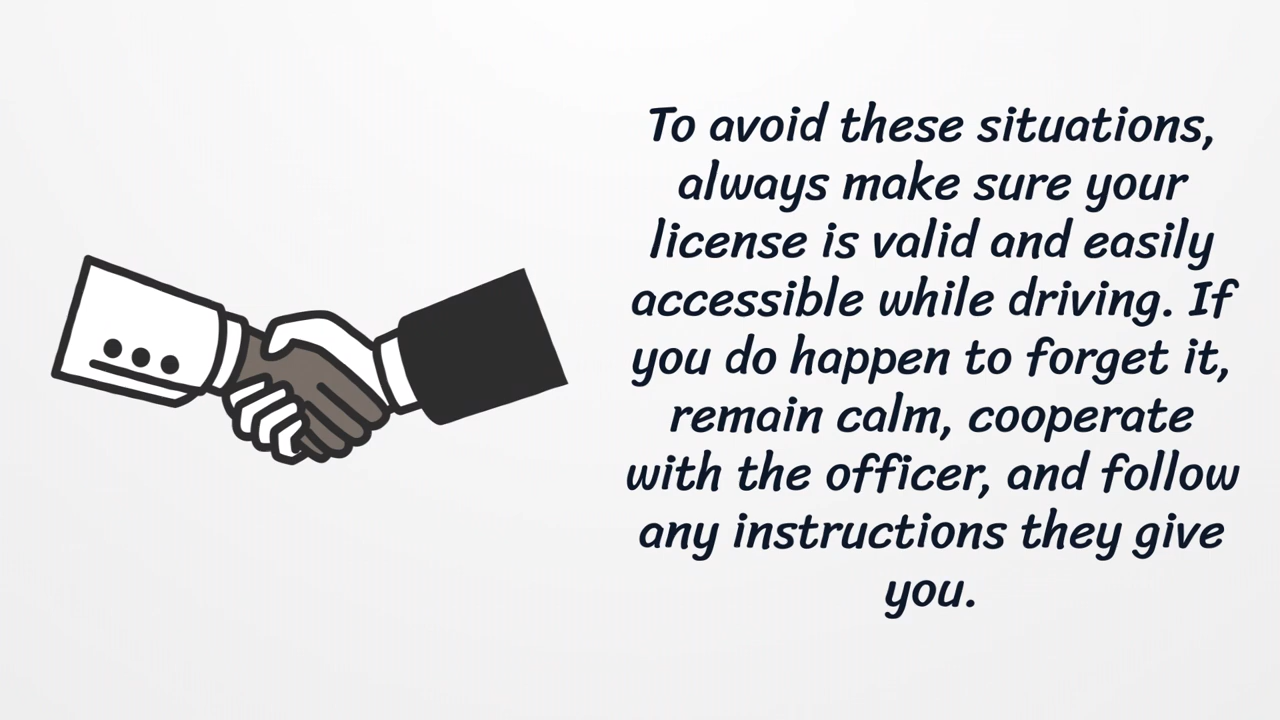 To avoid these situations,
always make sure your
license is valid and easily
accessible while driving. If
you do happen to forget it,
remain calm, cooperate
with the officer, and follow
any instructions they give
you.